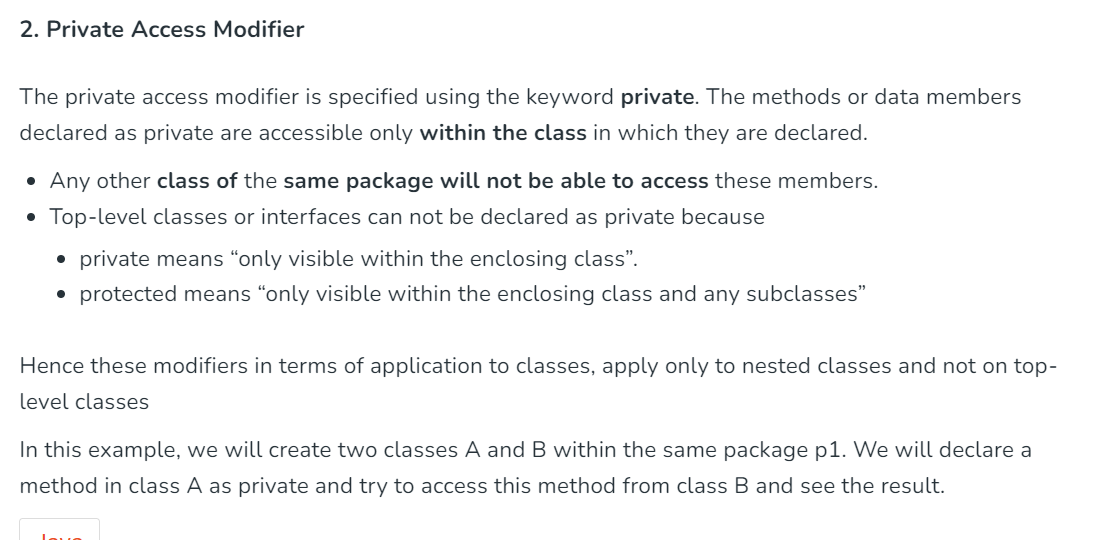 2. Private Access Modifier
The private access modifier is specified using the keyword private. The methods or data members
declared as private are accessible only within the class in which they are declared.
• Any other class of the same package will not be able to access these members.
• Top-level classes or interfaces can not be declared as private because
• private means “only visible within the enclosing class”.
• protected means “only visible within the enclosing class and any subclasses”
Hence these modifiers in terms of application to classes, apply only to nested classes and not on top-
level classes
In this example, we will create two classes A and B within the same package p1. We will declare a
method in class A as private and try to access this method from class B and see the result.
Java